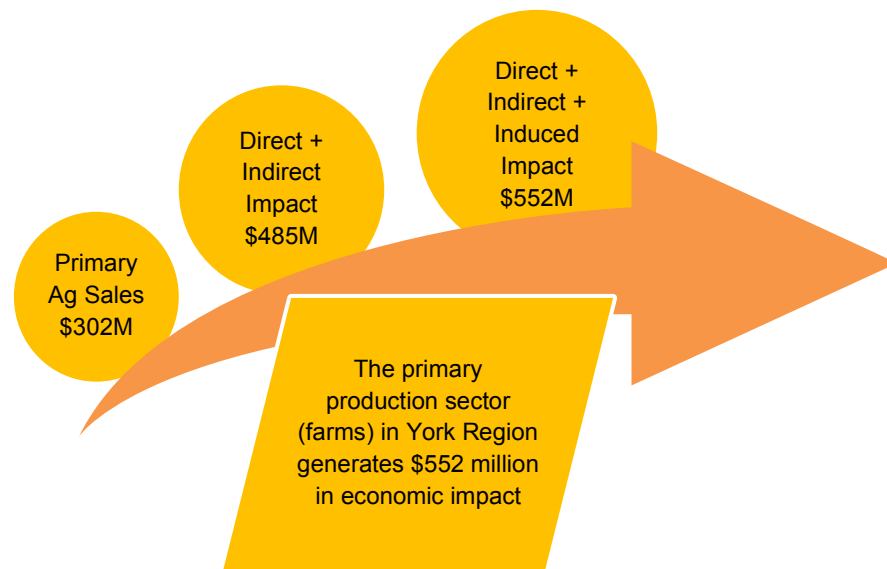 Primary
Ag Sales
$302M
Direct +
Indirect
Impact
$485M
Direct +
Indirect +
Induced
Impact
$552M
The primary
production sector
(farms) in York Region
generates $552 million
in economic impact